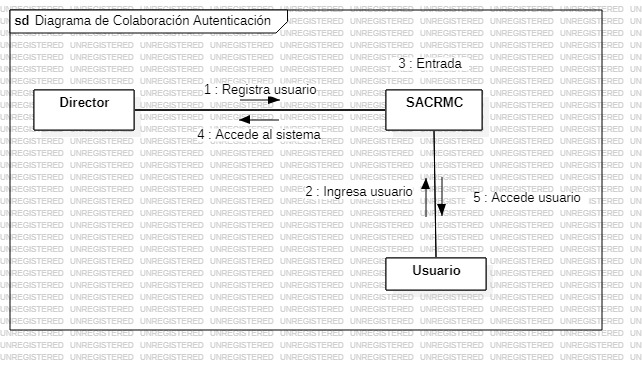 sd Diagrama de Colaboración Autenticación
3 : Entrada
1 : Registra usuario
Director
SACRMC
4 : Accede al sistema
2 : Ingresa usuario
5 : Accede usuario
Usuario
UNREGISTERED